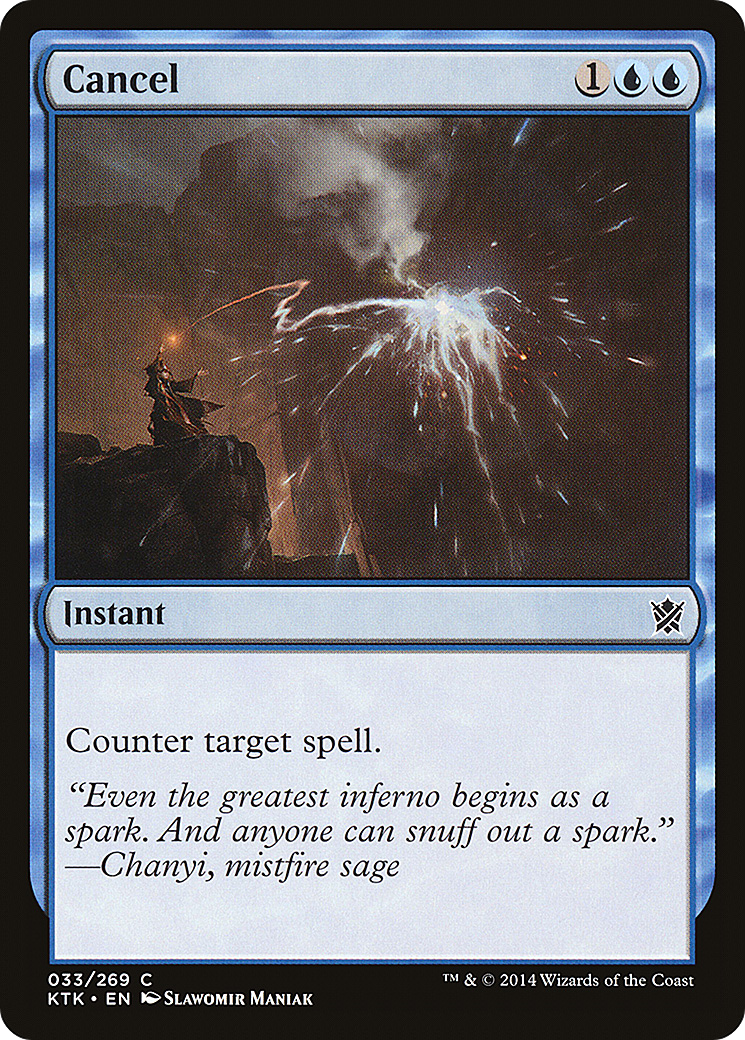 Cancel 1
Instant
Counter target spell.
“Even the greatest inferno begins as a
spark. And anyone can snuff out a spark.”
—Chanyi, mistfire sage
033/269 C
KTK • EN SLAWOMIR MANIAK
™ & © 2014 Wizards of the Coast